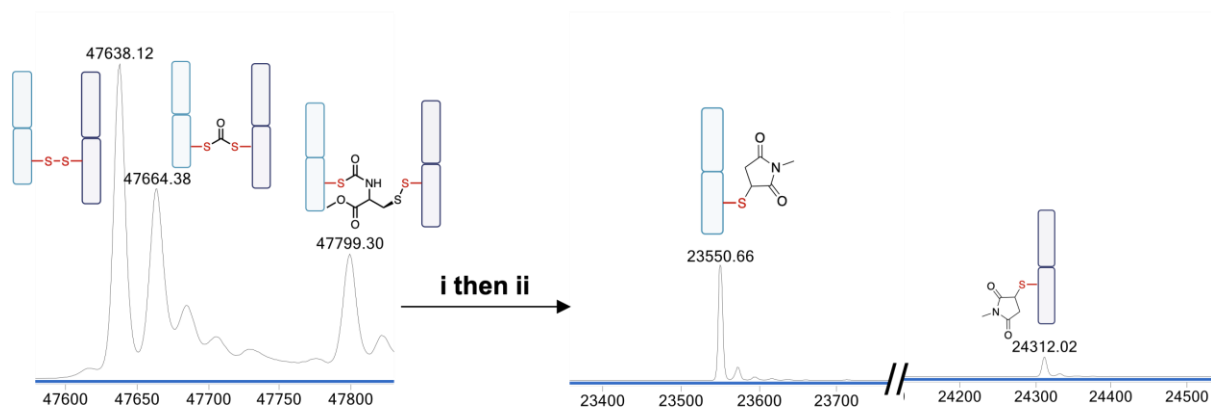 47638.12
47664.38
47799.30
S-S
O
S S
O
S NH S
O S
O
i then ii
O
N
S O
23550.66
O S
N
O
24312.02
47600 47650 47700 47750 47800
23400 23500 23600 23700
24200 24300 24400 24500